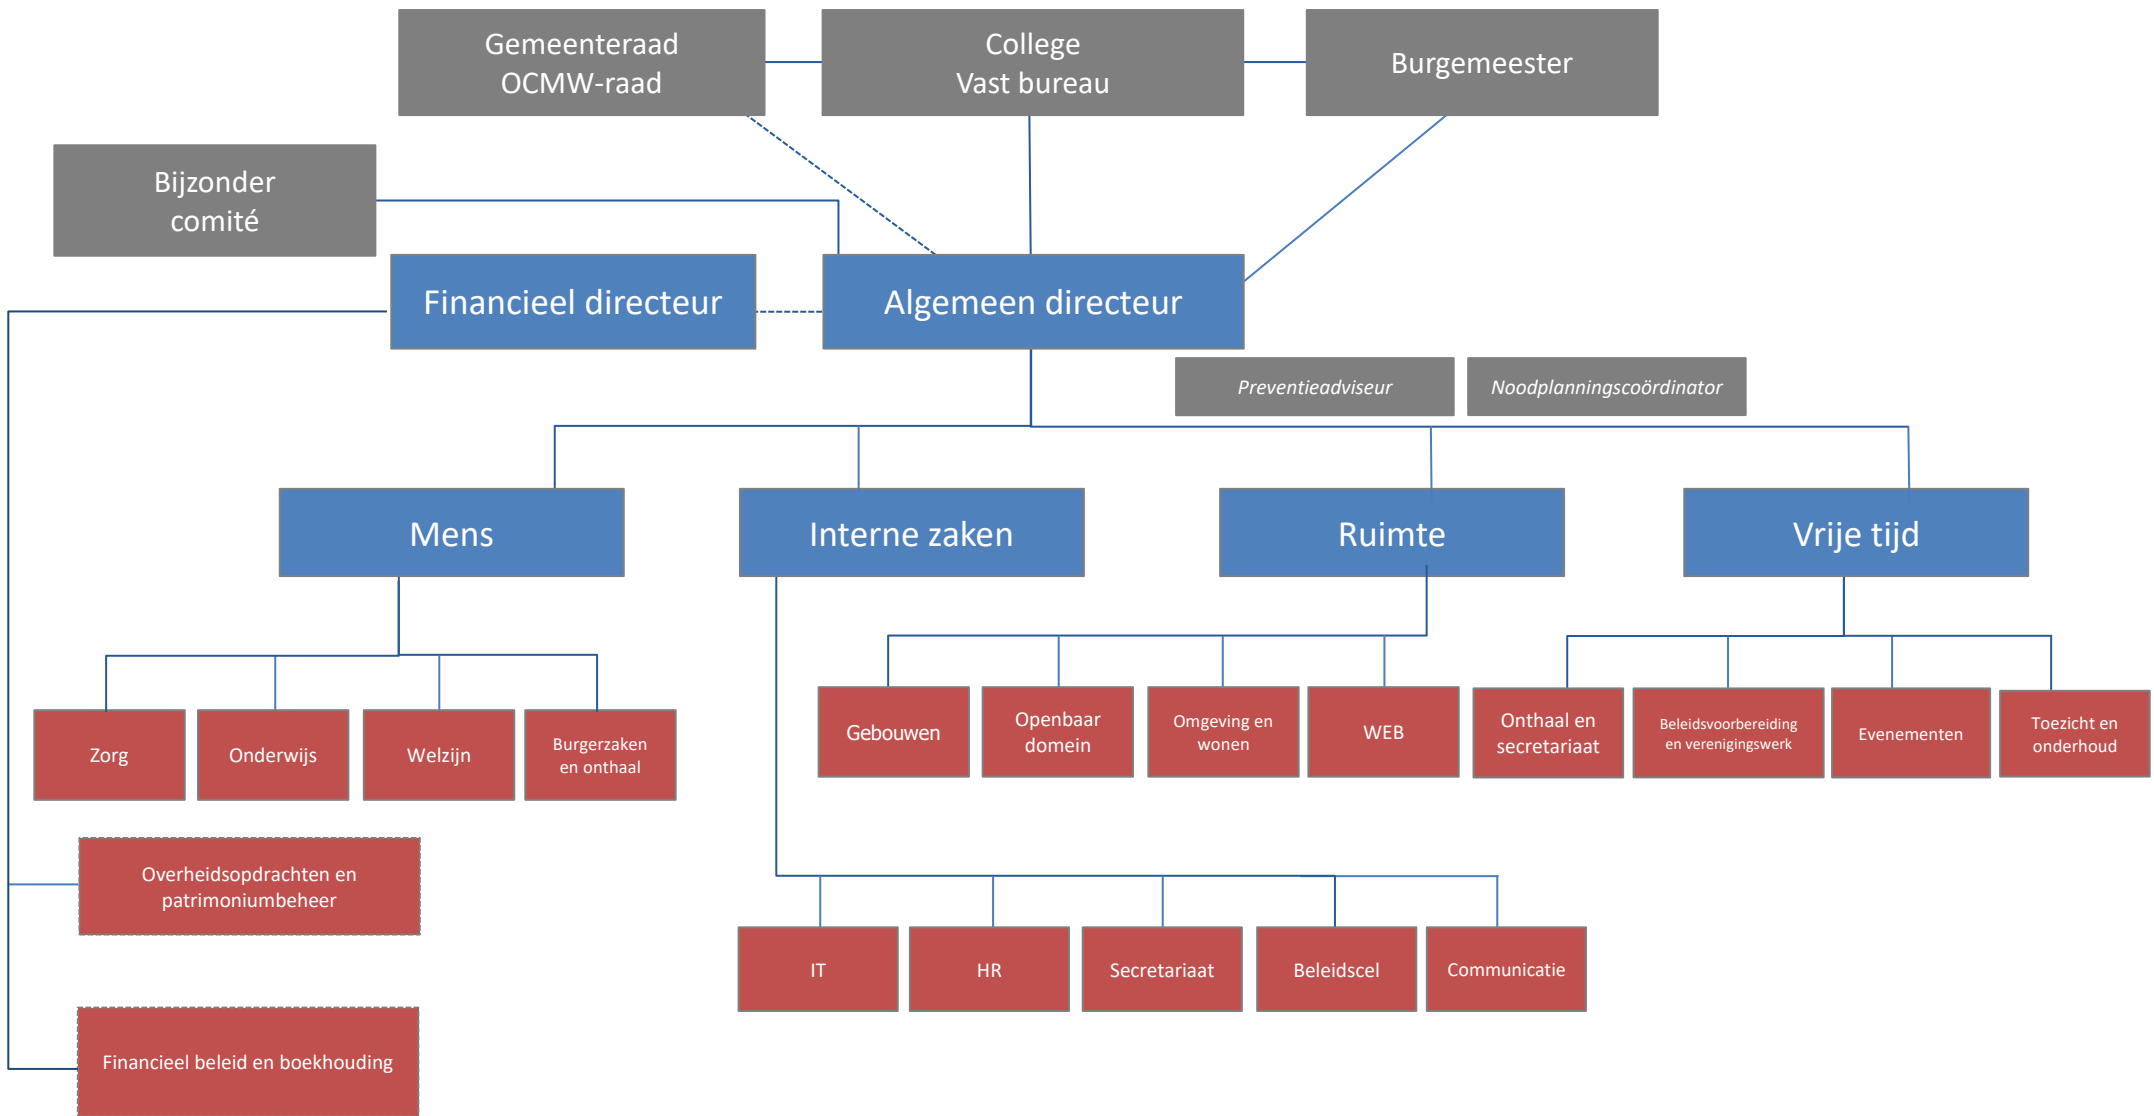 Gemeenteraad
OCMW-raad
College
Vast bureau
Burgemeester
Bijzonder
comité
Financieel directeur
Algemeen directeur
Preventieadviseur
Noodplanningscoördinator
Mens
Interne zaken
Ruimte
Vrije tijd
Zorg
Onderwijs
Welzijn
Burgerzaken
en onthaal
Gebouwen
Openbaar
domein
Omgeving en
wonen
WEB
Onthaal en
secretariaat
Beleidsvoorbereiding
en verenigingswerk
Evenementen
Toezicht en
onderhoud
Overheidsopdrachten en
patrimoniumbeheer
IT
HR
Secretariaat
Beleidscel
Communicatie
Financieel beleid en boekhouding